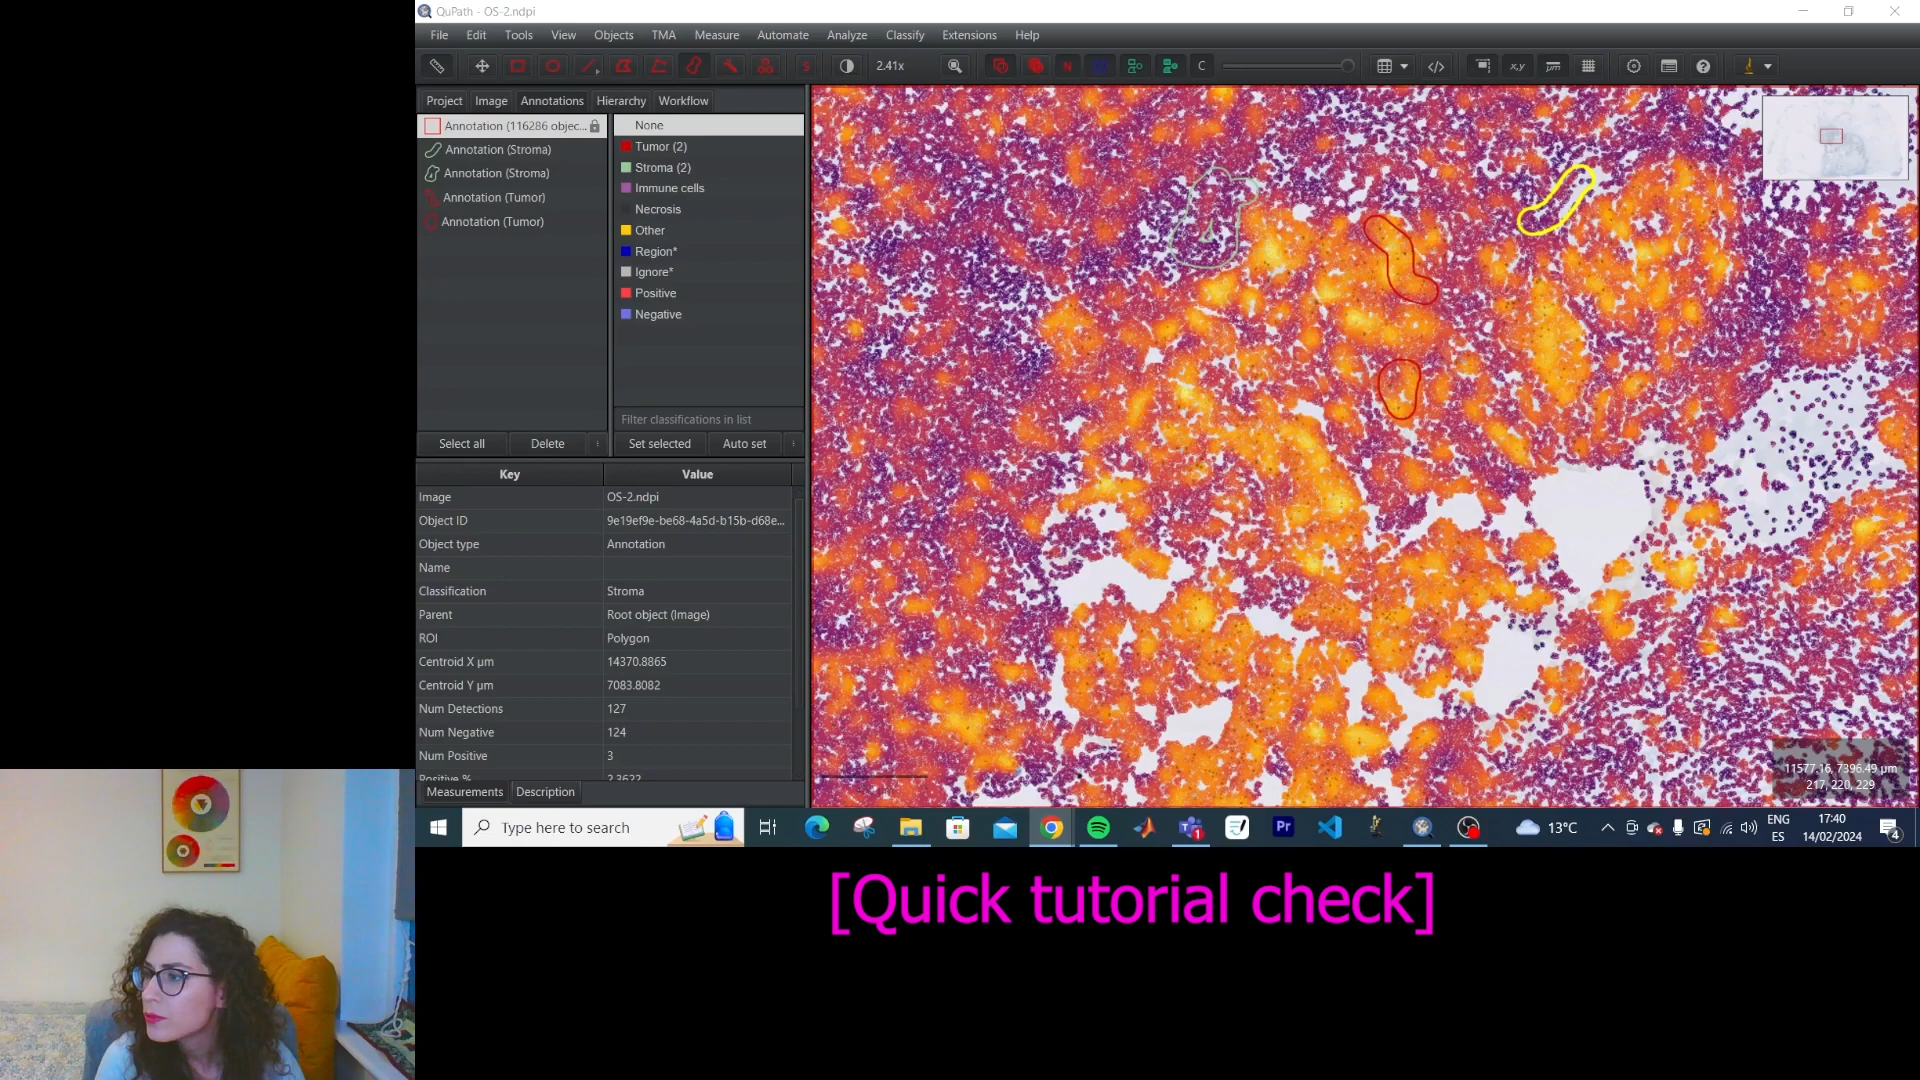 QuPath - OS-2.ndpi
File Edit Tools View Objects TMA Measure Automate Analyze Classify Extensions Help
S 2.41x N C x,y
Project Image Annotations Hierarchy Workflow
Annotation (116286 objec...
Annotation (Stroma)
Annotation (Stroma)
Annotation (Tumor)
Annotation (Tumor)
None
Tumor (2)
Stroma (2)
Immune cells
Necrosis
Other
Region*
Ignore*
Positive
Negative
Filter classifications in list
Select all Delete Set selected Auto set
Key Value
Image OS-2.ndpi
Object ID 9e19ef9e-be68-4a5d-b15b-d68e...
Object type Annotation
Name
Classification Stroma
Parent Root object (Image)
ROI Polygon
Centroid X µm 14370.8865
Centroid Y µm 7083.8082
Num Detections 127
Num Negative 124
Num Positive 3
Positive % 2.3622
Measurements Description
11577.16, 7396.49 µm
217, 220, 229
Type here to search
Pr
1
13°C
ENG
ES
17:40
14/02/2024
4
[Quick tutorial check]